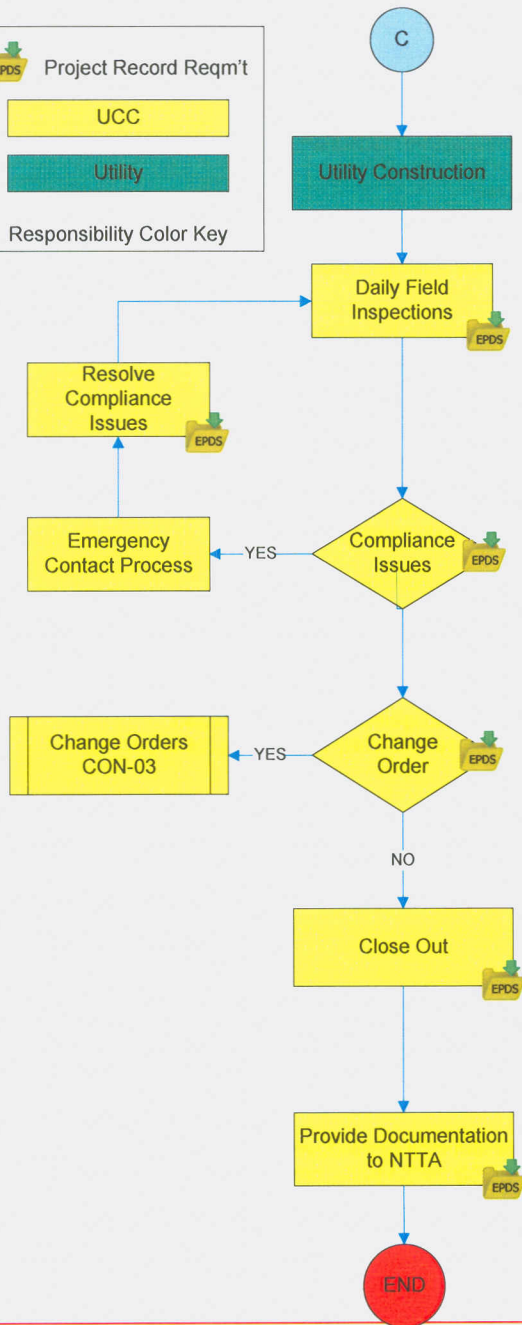 C
EPDS Project Record Reqm't
UCC
Utility
Responsibility Color Key
Utility Construction
Daily Field
Inspections
EPDS
Resolve
Compliance
Issues
EPDS
Emergency
Contact Process
YES
Compliance
Issues
EPDS
Change Orders
CON-03
YES
Change
Order
EPDS
NO
Close Out
EPDS
Provide Documentation
to NTTA
EPDS
END